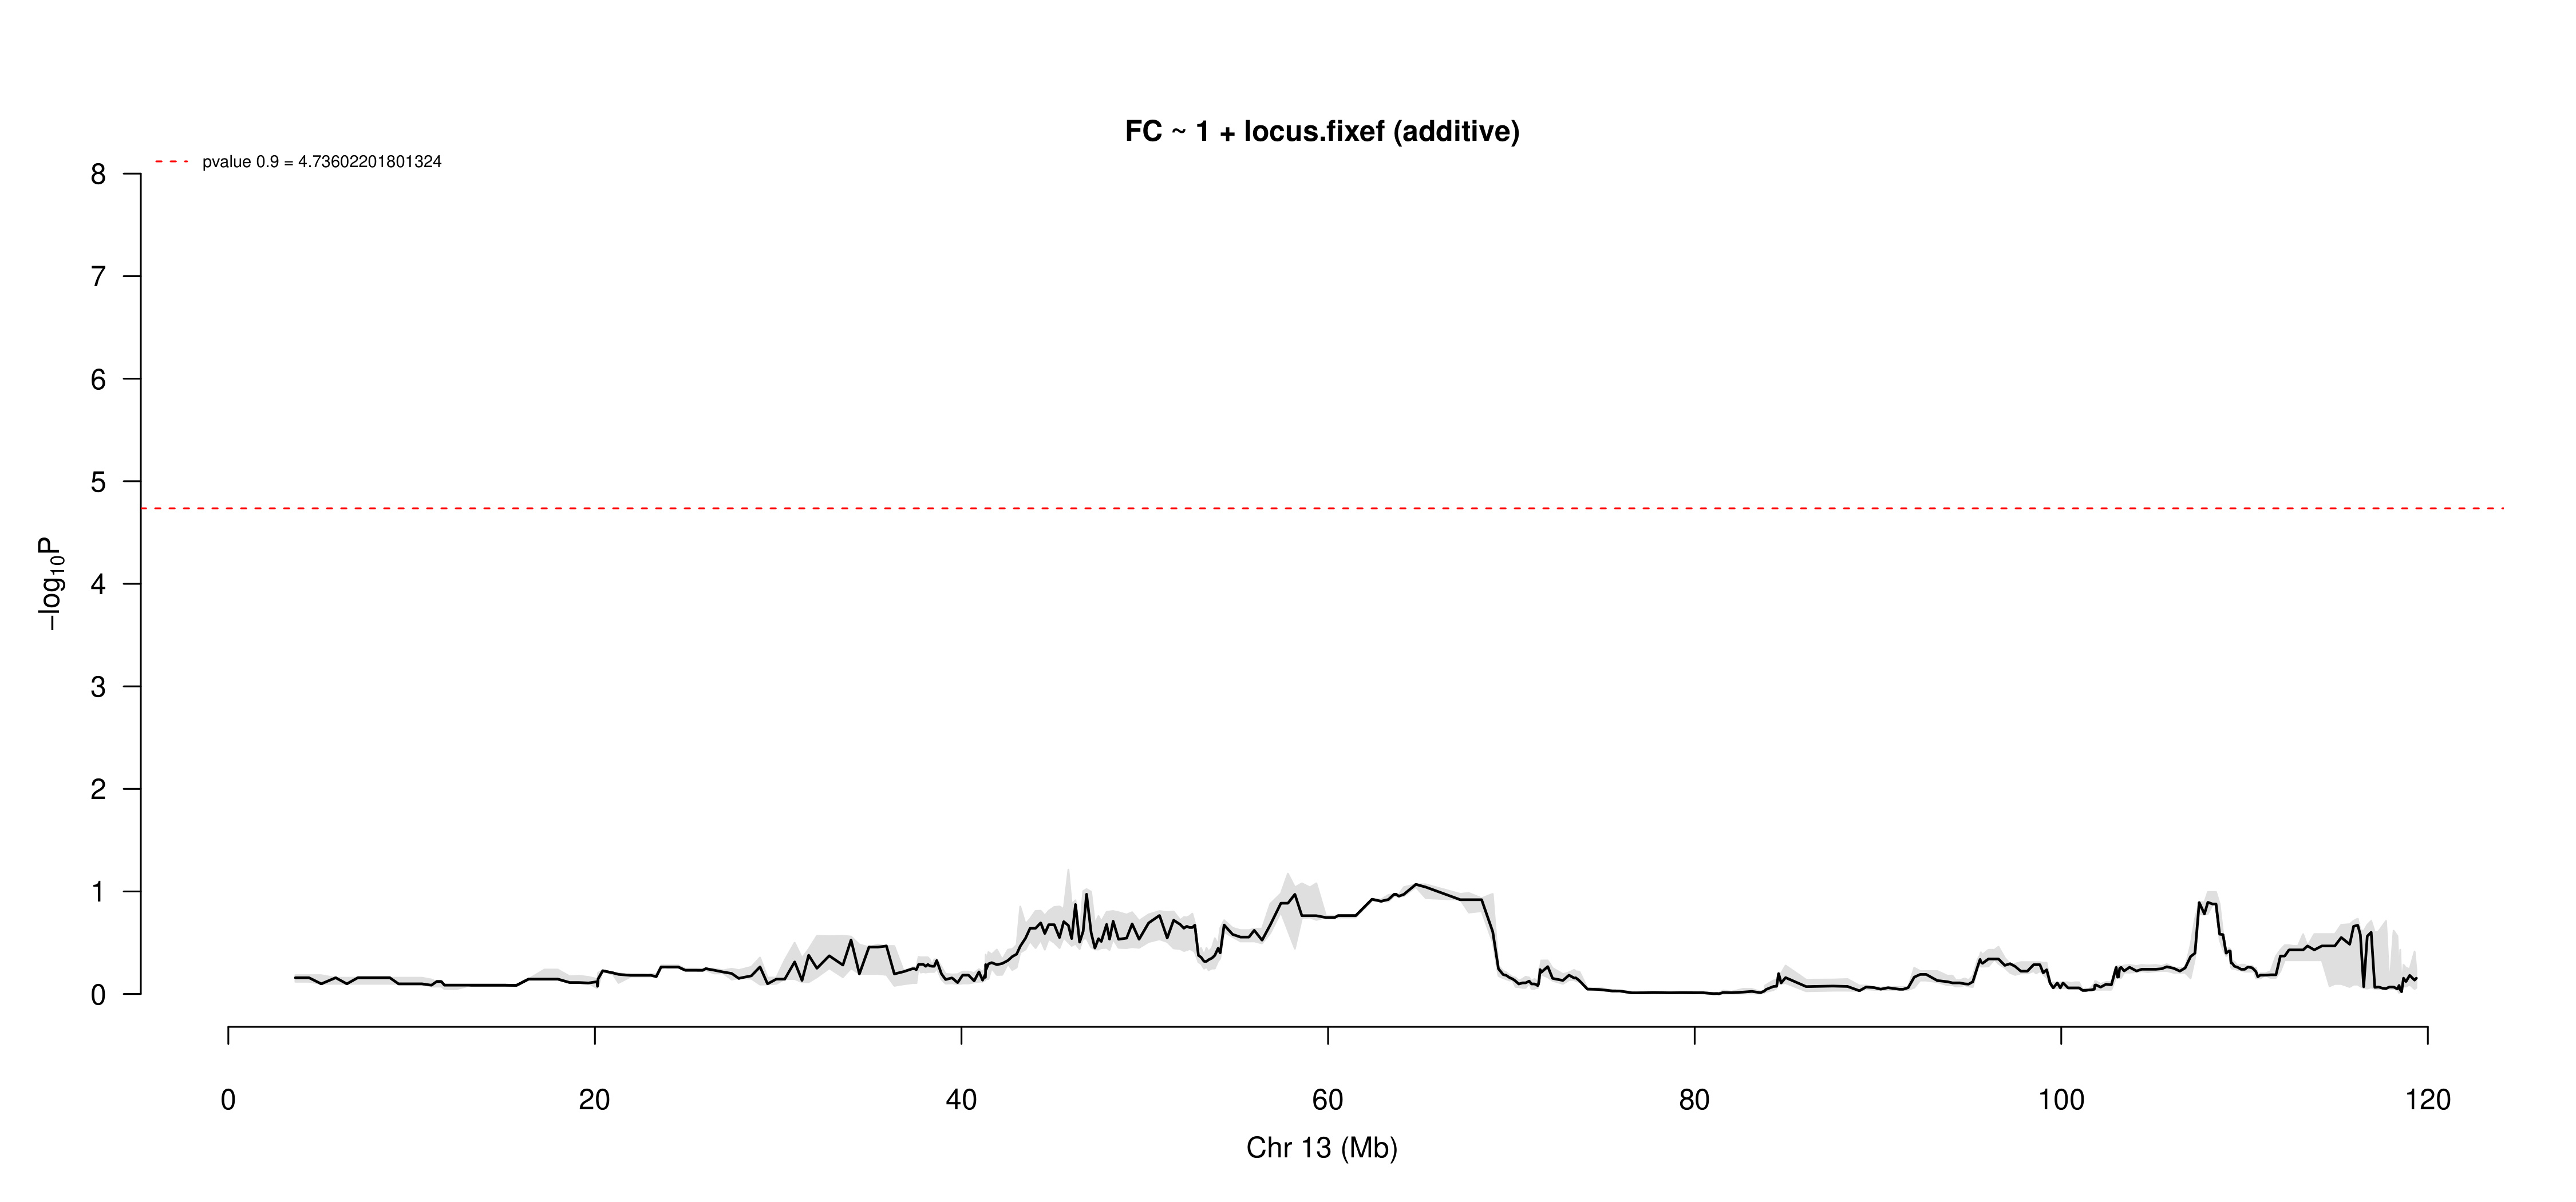 FC ~ 1 + locus.fixef (additive)
pvalue 0.9 = 4.73602201801324
8
7
6
5
4
3
2
1
0
−log10P
0 20 40 60 80 100 120
Chr 13 (Mb)